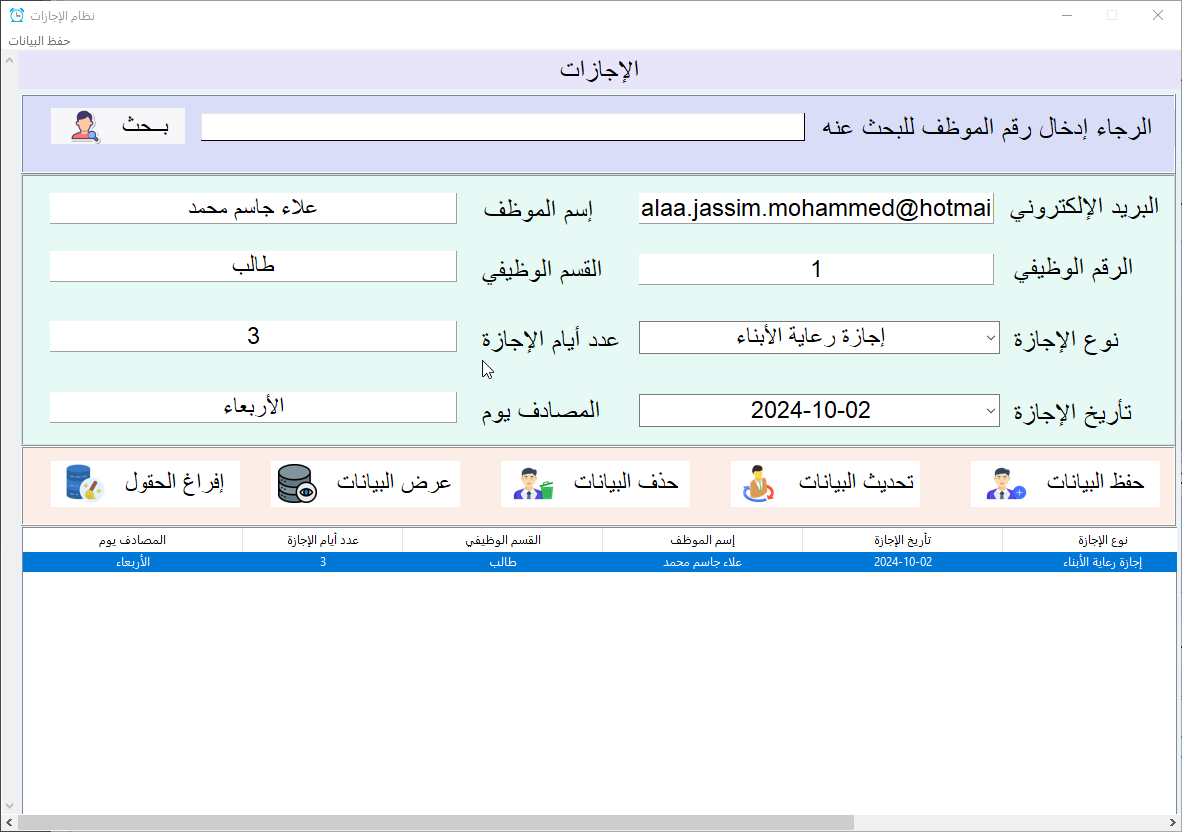 نظام الإجازات
حفظ البيانات
الإجازات
الرجاء إدخال رقم الموظف للبحث عنه
بــحث
البريد الإلكتروني alaa.jassim.mohammed@hotmai إسم الموظف علاء جاسم محمد
الرقم الوظيفي 1 القسم الوظيفي طالب
نوع الإجازة إجازة رعاية الأبناء عدد أيام الإجازة 3
تأريخ الإجازة 2024-10-02 المصادف يوم الأربعاء
حفظ البيانات تحديث البيانات حذف البيانات عرض البيانات إفراغ الحقول
نوع الإجازة تأريخ الإجازة إسم الموظف القسم الوظيفي عدد أيام الإجازة المصادف يوم
إجازة رعاية الأبناء 2024-10-02 علاء جاسم محمد طالب 3 الأربعاء